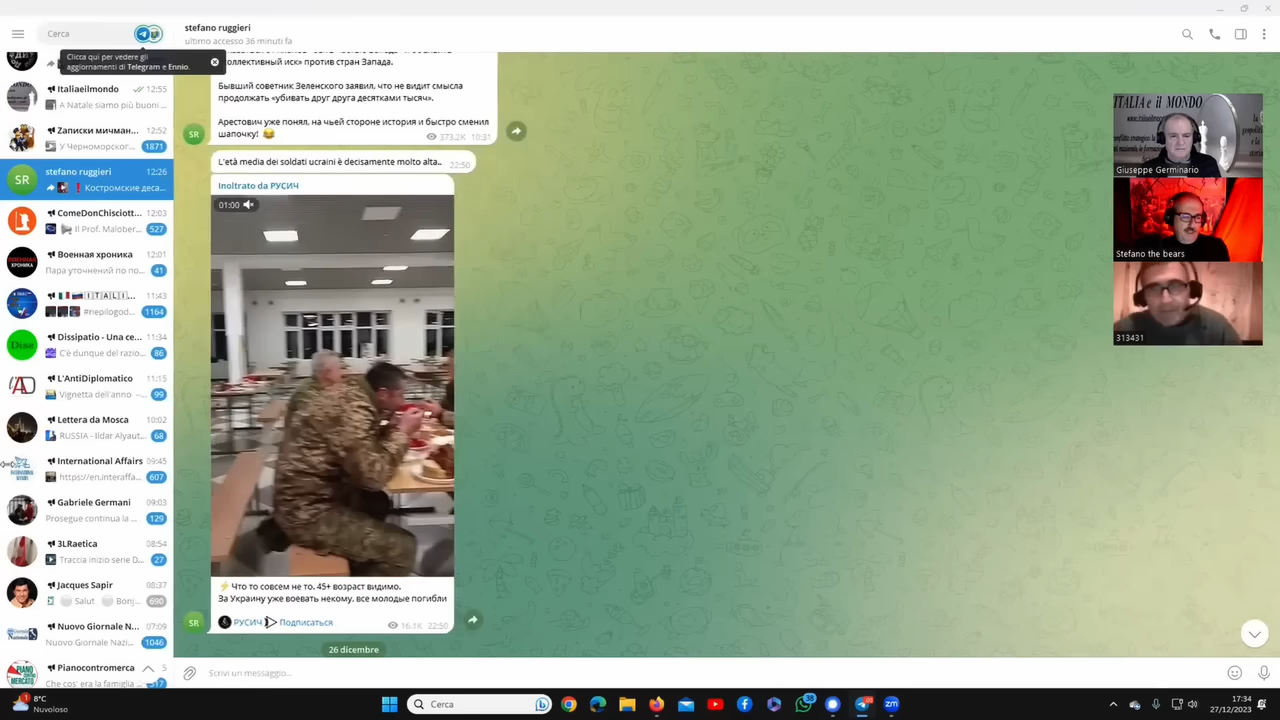 Cerca
Clicca qui per vedere gli
aggiornamenti di Telegram e Ennio.
stefano ruggieri
ultimo accesso 36 minuti fa
Italiaeilmondo 12:55
A Natale siamo più buoni ...
Записки мичман... 12:52
У Черноморског... 1871
SR
stefano ruggieri 12:26
Костромские деса...
ComeDonChisciott... 12:03
Il Prof. Malober... 527
Военная хроника 12:01
Пара уточнений по по... 41
ITALI... 11:43
#riepilogod... 1164
Dissipatio - Una ce... 11:34
C'è dunque del razio... 86
L'AntiDiplomatico 11:15
Vignetta dell'anno 99
Lettera da Mosca 10:02
RUSSIA - Ildar Alyaut... 68
International Affairs 09:45
https://en.interaffa... 607
Gabriele Germani 09:03
Prosegue continua la ... 129
3LRaetica 08:54
Traccia inizio serie D... 27
Jacques Sapir 08:37
Salut Bonj... 690
Nuovo Giornale N... 07:09
Nuovo Giornale Nazi... 1046
Pianocontromerca
Che cos' era la famiglia ...
коллективный иск» против стран Запада.
Бывший советник Зеленского заявил, что не видит смысла
продолжать «убивать друг друга десятками тысяч».
Арестович уже понял, на чьей стороне история и быстро сменил
шапочку! 😂
373.2K 10:31
SR
L'età media dei soldati ucraini è decisamente molto alta.. 22:50
Inoltrato da РУСИЧ
01:00
⚡Что то совсем не то. 45+ возраст видимо.
За Украину уже воевать некому. все молодые погибли
РУСИЧ Подписаться
16.1K 22:50
SR
26 dicembre
Scrivi un messaggio...
ITALIA e il MONDO
Giuseppe Germinario
Stefano the bears
313431
8°C
Nuvoloso
Cerca
17:34
27/12/2023